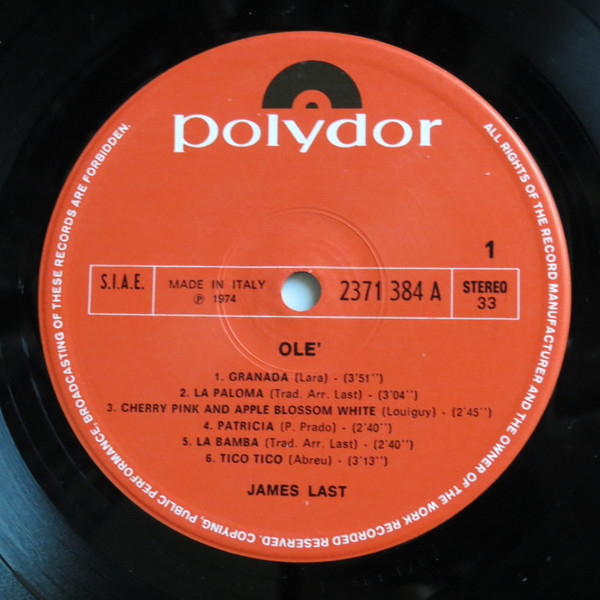 polydor
1
S.I.A.E.
MADE IN ITALY
℗ 1974
2371 384 A
STEREO
33
OLE'
1. GRANADA (Lara) - (3'51'')
2. LA PALOMA (Trad. Arr. Last) - (3'04'')
3. CHERRY PINK AND APPLE BLOSSOM WHITE (Louiguy) - (2'45'')
4. PATRICIA (P. Prado) - (2'40'')
5. LA BAMBA (Trad. Arr. Last) - (2'40'')
6. TICO TICO (Abreu) - (3'13'')
JAMES LAST
ALL RIGHTS OF THE RECORD MANUFACTURER AND THE OWNER OF THE WORK RECORDED RESERVED. COPYING, PUBLIC PERFORMANCE, BROADCASTING OF THESE RECORDS ARE FORBIDDEN.